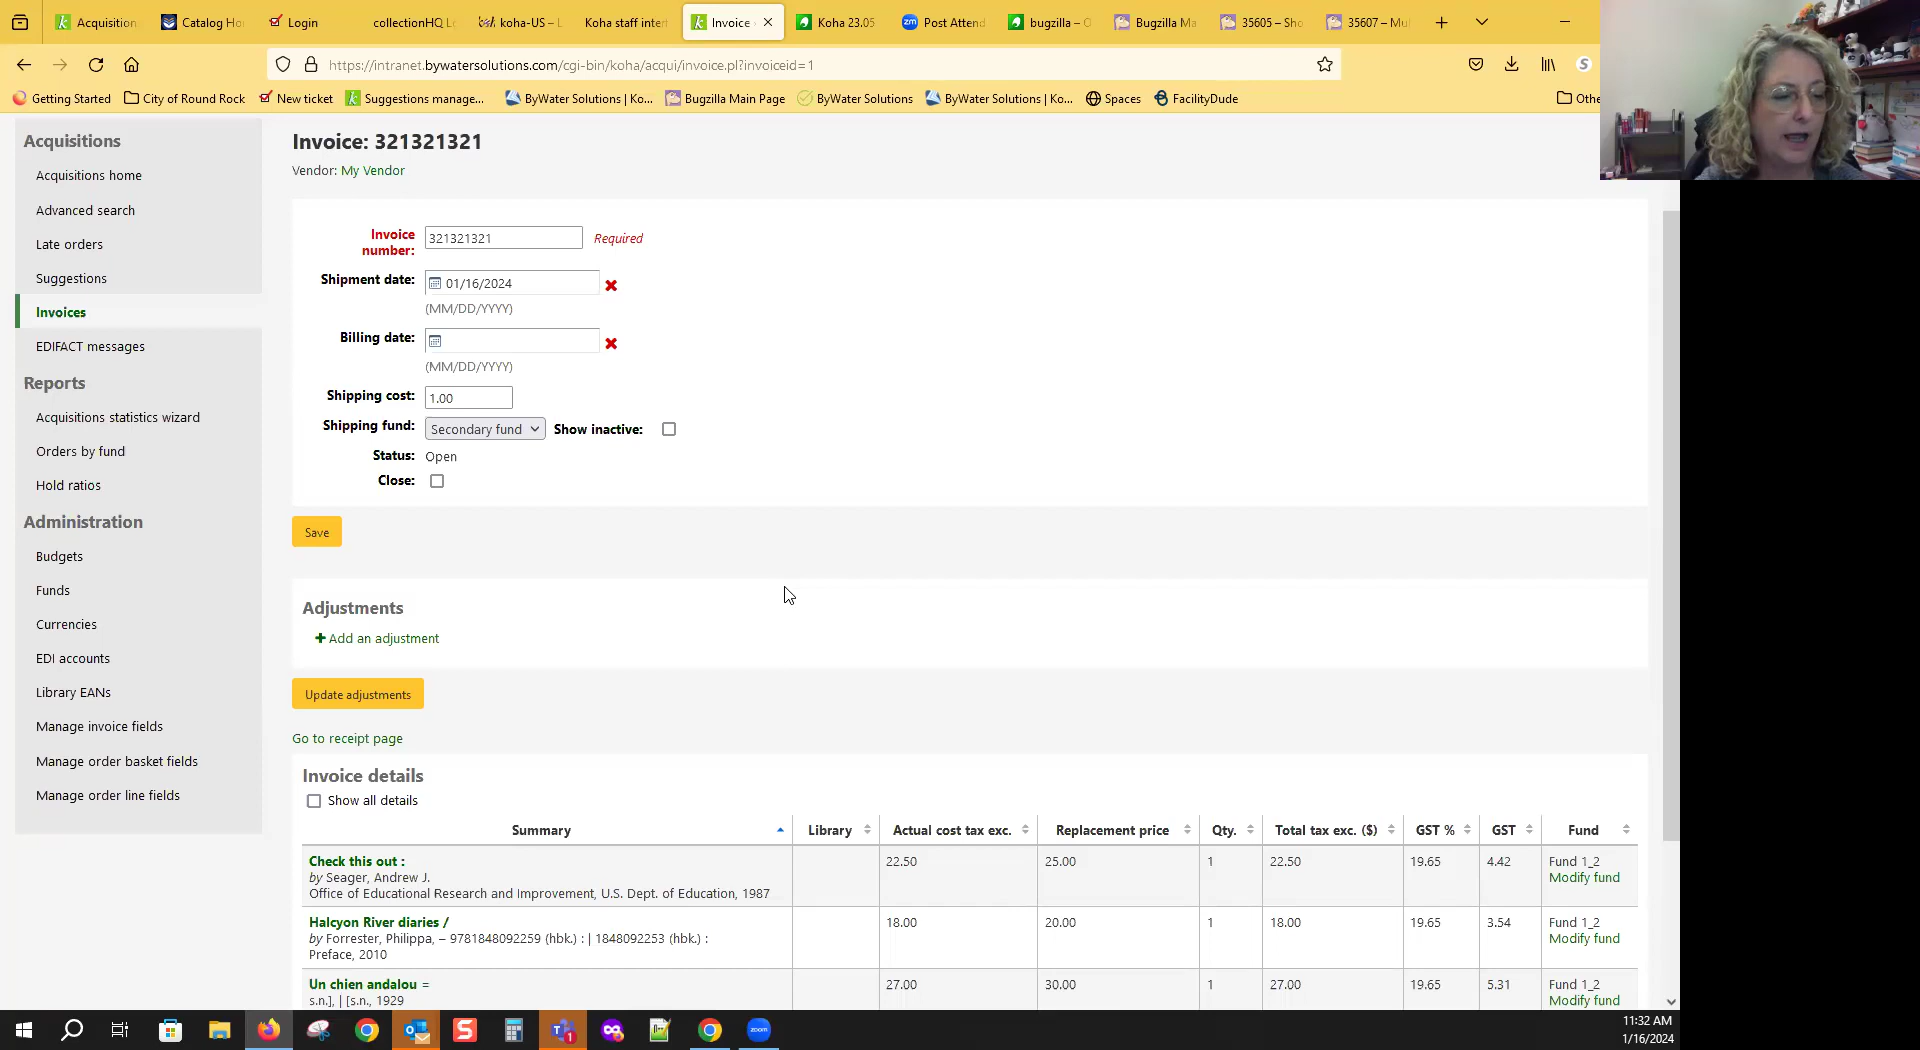 Acquisition
Catalog Ho
Login
collectionHQ L
koha-US –
Koha staff inter
Invoice
Koha 23.05
Post Attend
bugzilla – O
Bugzilla Ma
35605 – Sho
35607 – Mu
https://intranet.bywatersolutions.com/cgi-bin/koha/acqui/invoice.pl?invoiceid=1
Getting Started
City of Round Rock
New ticket
Suggestions manage...
ByWater Solutions | Ko...
Bugzilla Main Page
ByWater Solutions
ByWater Solutions | Ko...
Spaces
FacilityDude
Othe
Acquisitions
Acquisitions home
Advanced search
Late orders
Suggestions
Invoices
EDIFACT messages
Reports
Acquisitions statistics wizard
Orders by fund
Hold ratios
Administration
Budgets
Funds
Currencies
EDI accounts
Library EANs
Manage invoice fields
Manage order basket fields
Manage order line fields
Invoice: 321321321
Vendor: My Vendor
Invoice number: 321321321 Required
Shipment date: 01/16/2024
(MM/DD/YYYY)
Billing date:
(MM/DD/YYYY)
Shipping cost: 1.00
Shipping fund: Secondary fund Show inactive:
Status: Open
Close:
Save
Adjustments
Add an adjustment
Update adjustments
Go to receipt page
Invoice details
Show all details
Summary Library Actual cost tax exc. Replacement price Qty. Total tax exc. ($) GST % GST Fund
Check this out : 22.50 25.00 1 22.50 19.65 4.42 Fund 1_2
by Seager, Andrew J. Modify fund
Office of Educational Research and Improvement, U.S. Dept. of Education, 1987
Halcyon River diaries / 18.00 20.00 1 18.00 19.65 3.54 Fund 1_2
by Forrester, Philippa, – 9781848092259 (hbk.) : | 1848092253 (hbk.) : Modify fund
Preface, 2010
Un chien andalou = 27.00 30.00 1 27.00 19.65 5.31 Fund 1_2
s.n.], | [s.n., 1929 Modify fund
zoom
11:32 AM
1/16/2024